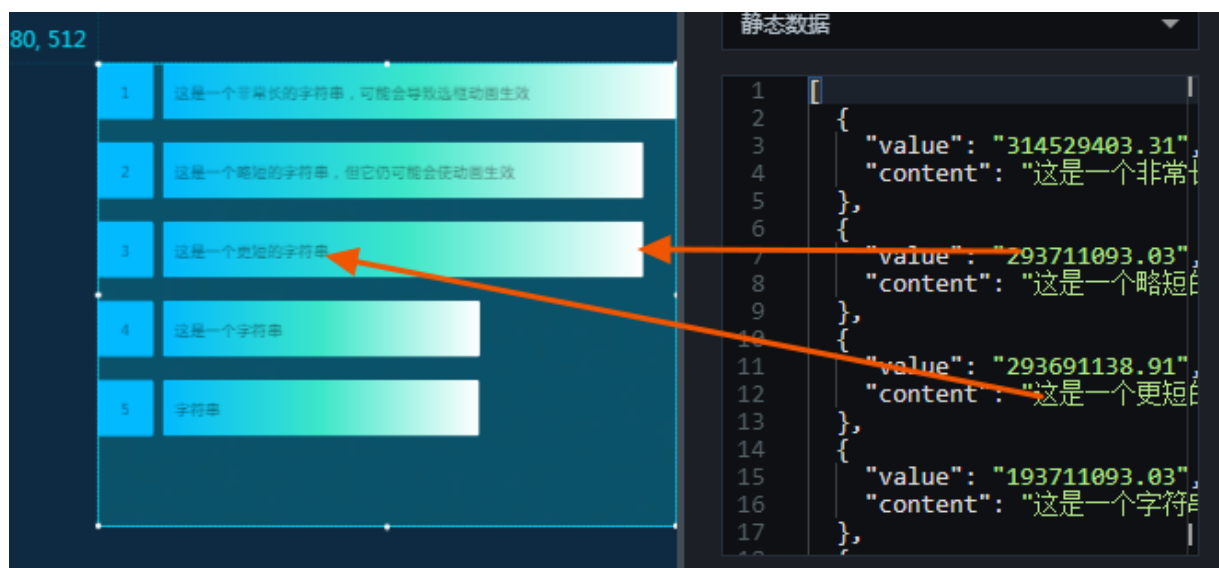 80, 512
1
这是一个非常长的字符串，可能会导致选框动画生效
2
这是一个略短的字符串，但它仍可能会使动画生效
3
这是一个更短的字符串
4
这是一个字符串
5
字符串
静态数据
1 [
2 {
3 "value": "314529403.31",
4 "content": "这是一个非常
5 },
6 {
7 "value": "293711093.03",
8 "content": "这是一个略短
9 },
10 {
11 "value": "293691138.91",
12 "content": "这是一个更短
13 },
14 {
15 "value": "193711093.03",
16 "content": "这是一个字符
17 },